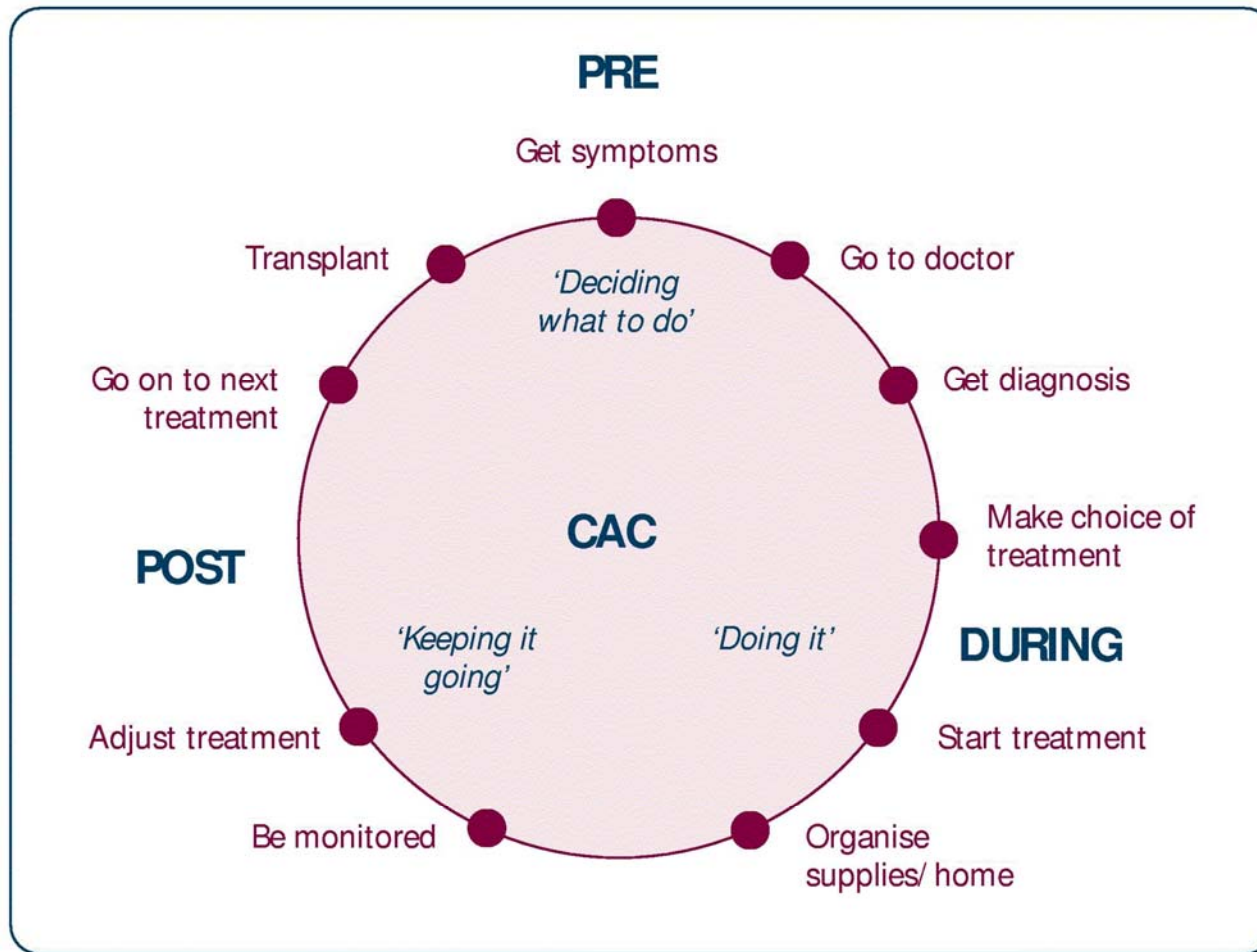 PRE
Get symptoms
Transplant
Go to doctor
'Deciding
what to do'
Go on to next
treatment
Get diagnosis
CAC
Make choice of
treatment
POST
'Keeping it
going'
'Doing it'
DURING
Adjust treatment
Start treatment
Be monitored
Organise
supplies/ home